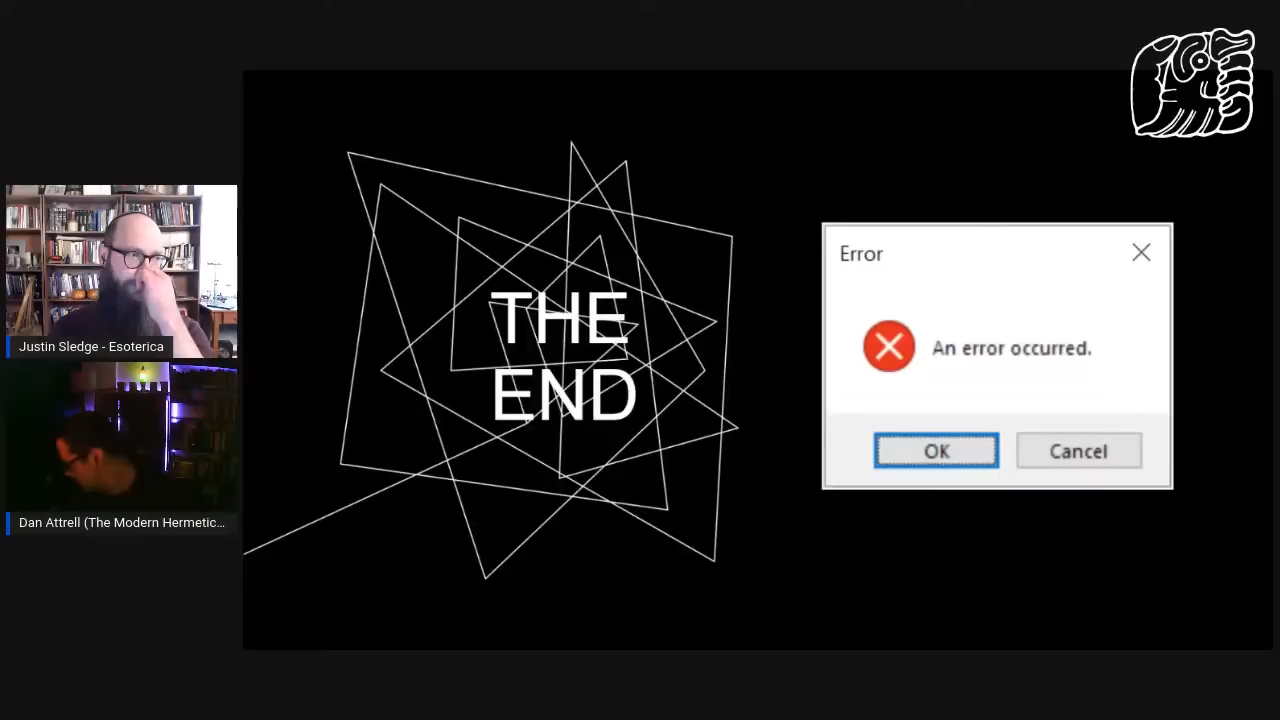 Justin Sledge - Esoterica
Dan Attrell (The Modern Hermetic...
THE
END
Error
An error occurred.
OK
Cancel